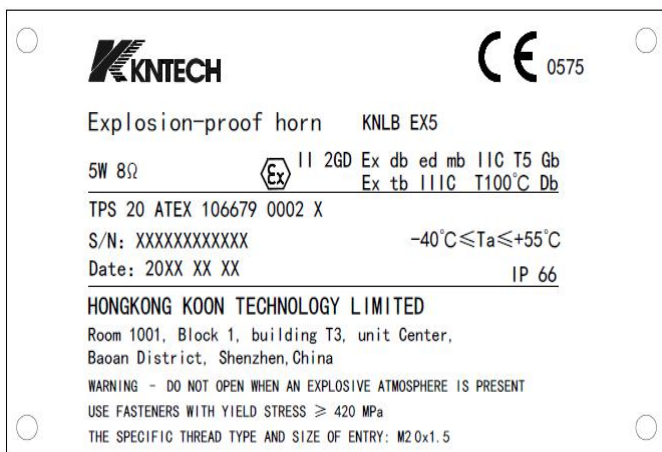 KNTECH
CE 0575
Explosion-proof horn KNLB EX5
5W 8Ω Ex II 2GD Ex db ed mb IIC T5 Gb
Ex tb IIIC T100℃ Db
TPS 20 ATEX 106679 0002 X
S/N: XXXXXXXXXXXX -40℃≤Ta≤+55℃
Date: 20XX XX XX IP 66
HONGKONG KOON TECHNOLOGY LIMITED
Room 1001, Block 1, building T3, unit Center,
Baoan District, Shenzhen,China
WARNING - DO NOT OPEN WHEN AN EXPLOSIVE ATMOSPHERE IS PRESENT
USE FASTENERS WITH YIELD STRESS ≥ 420 MPa
THE SPECIFIC THREAD TYPE AND SIZE OF ENTRY: M20x1.5